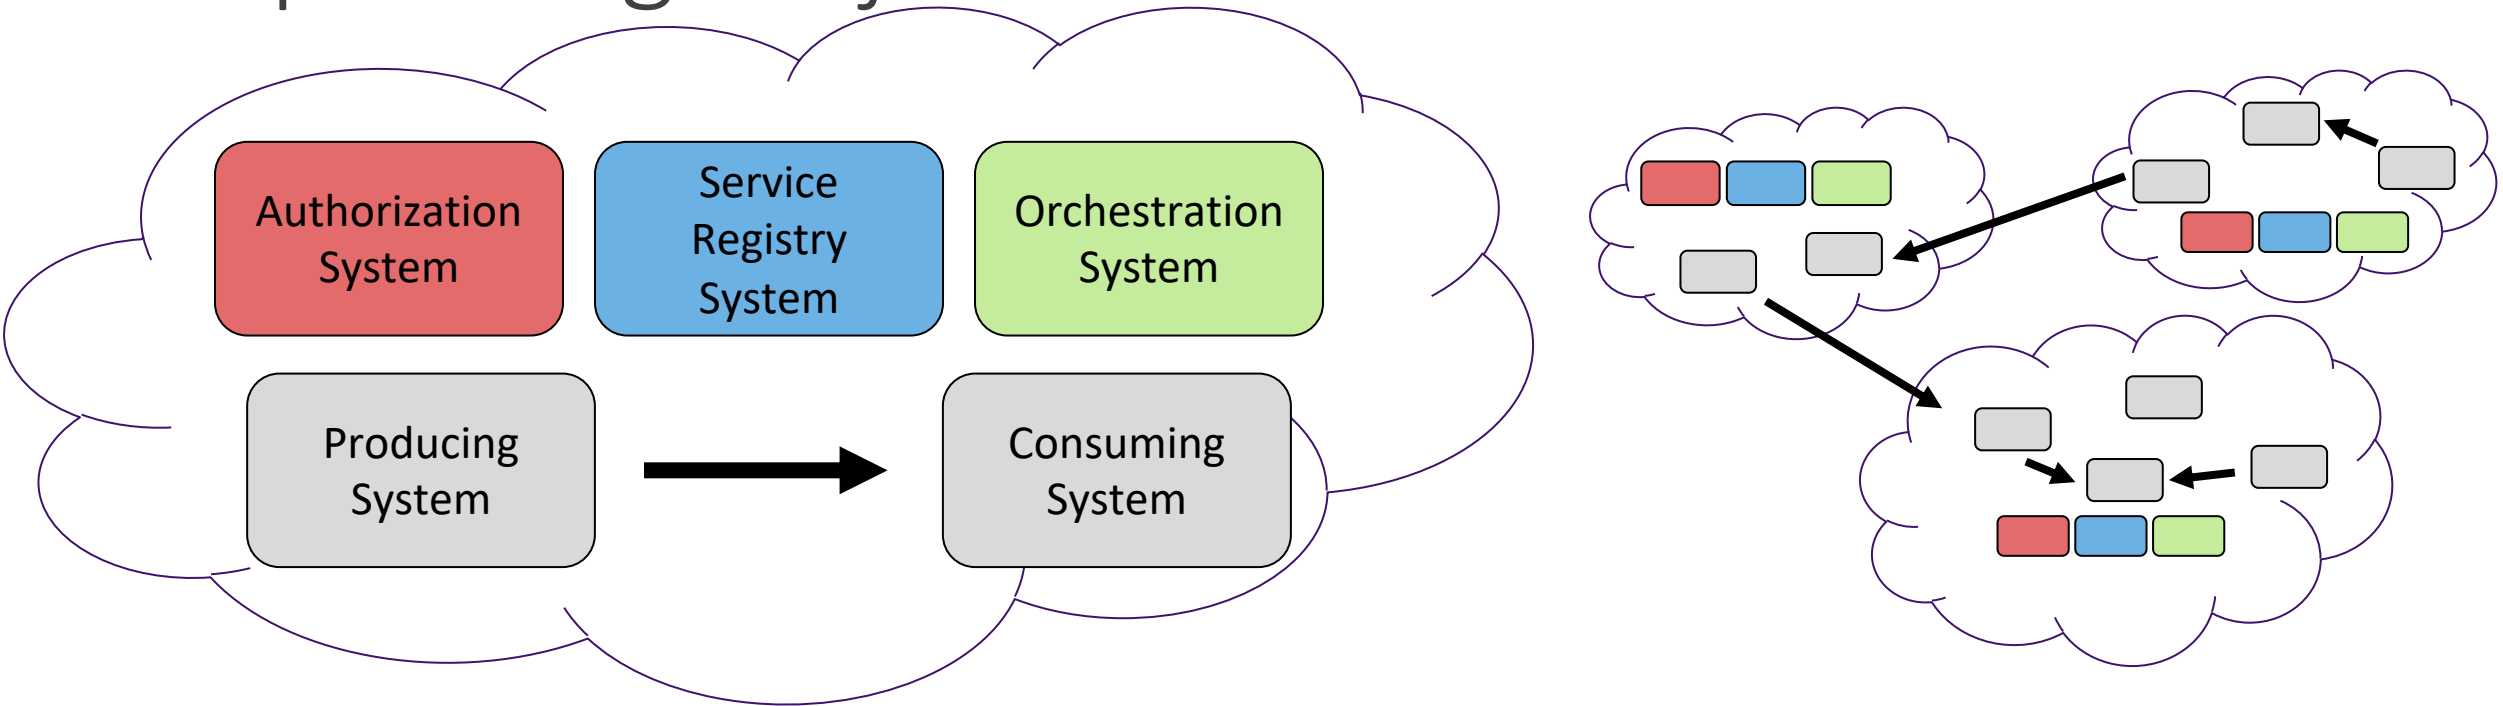 Authorization
System
Service
Registry
System
Orchestration
System
Producing
System
Consuming
System